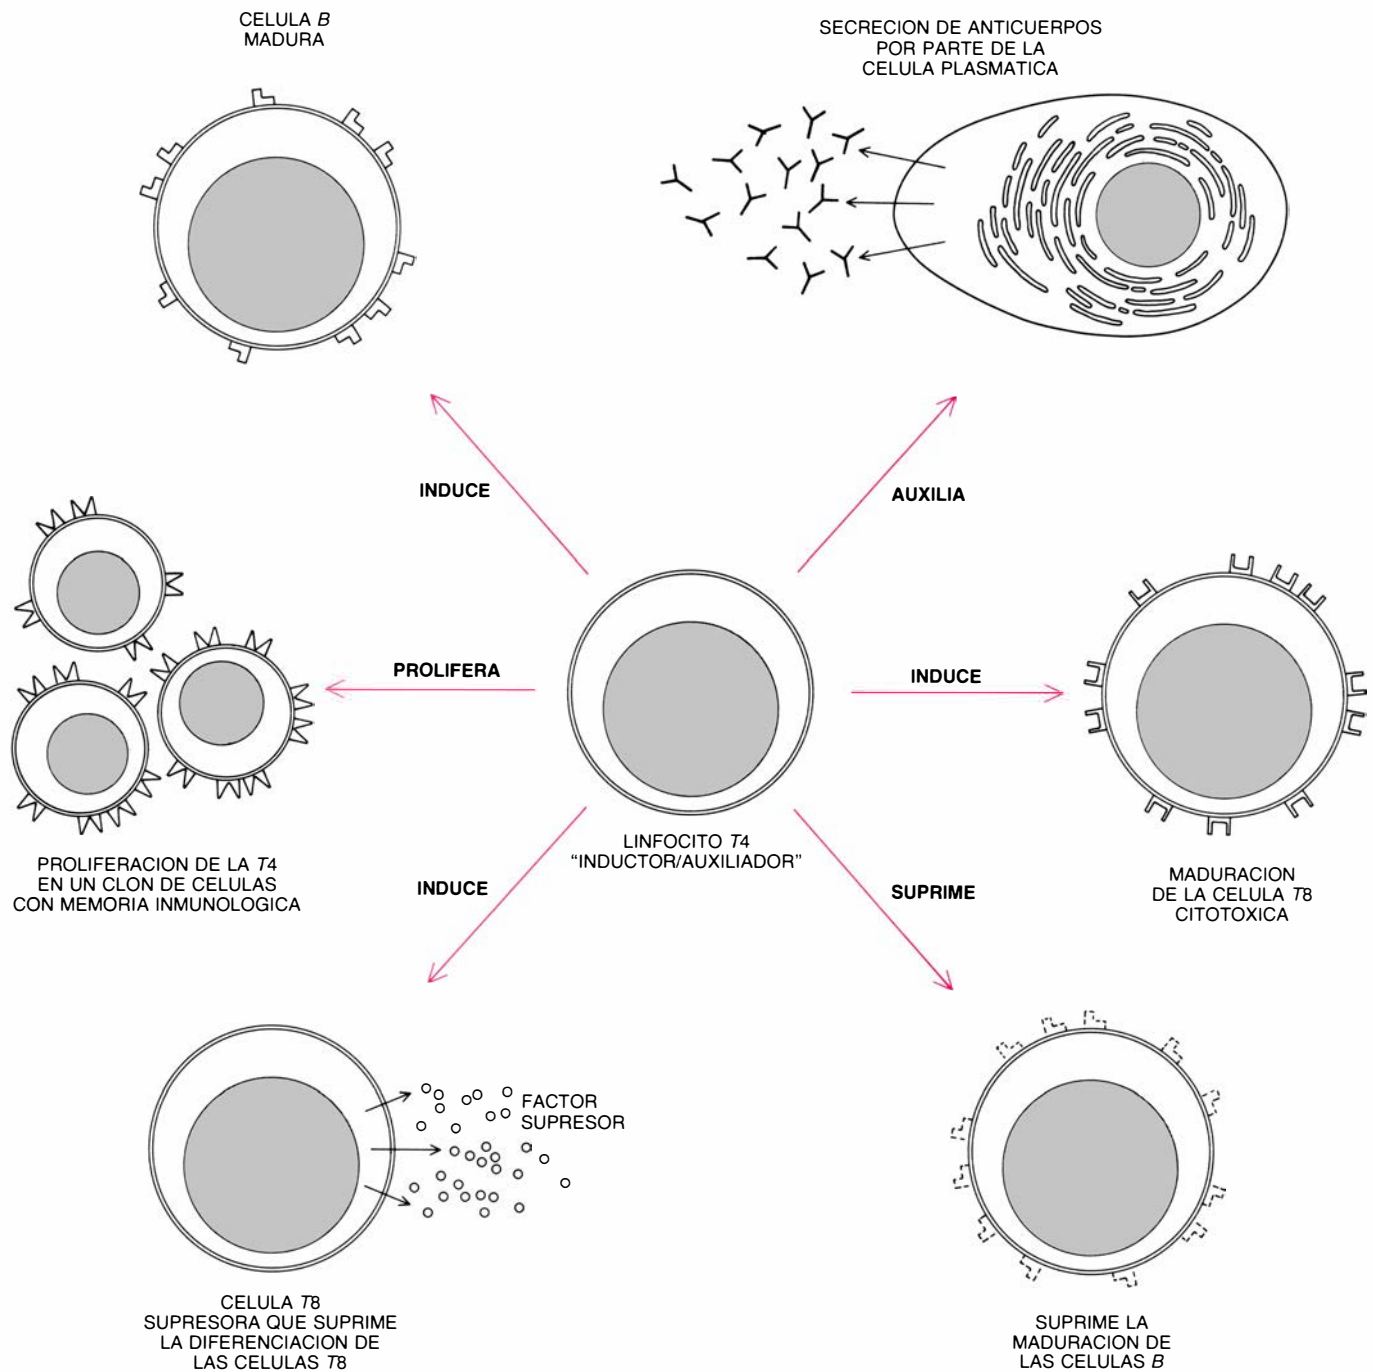 CELULA B
MADURA
SECRECION DE ANTICUERPOS
POR PARTE DE LA
CELULA PLASMATICA
INDUCE
AUXILIA
PROLIFERA
INDUCE
LINFOCITO T4
“INDUCTOR/AUXILIADOR”
PROLIFERACION DE LA T4
EN UN CLON DE CELULAS
CON MEMORIA INMUNOLOGICA
MADURACION
DE LA CELULA T8
CITOTOXICA
INDUCE
SUPRIME
FACTOR
SUPRESOR
CELULA T8
SUPRESORA QUE SUPRIME
LA DIFERENCIACION DE
LAS CELULAS T8
SUPRIME LA
MADURACION DE
LAS CELULAS B